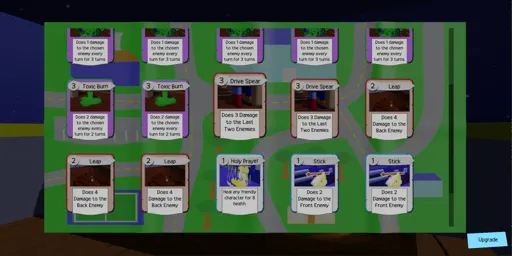 Does 1 Damage
to the chosen
enemy every
turn for 3 turns
Does 1 damage
to the chosen
enemy every
turn for 3 turns.
Does 1 damage
to the chosen
enemy every
turn for 3 turns.
Does 1 damage
to the chosen
enemy every
turn for 3 turns.
Does 1 damage
to the chosen
enemy every
turn for 3 turns.
3 Toxic Burn
Does 2 damage
to the chosen
enemy every
turn for 3 turns.
3 Toxic Burn
Does 2 damage
to the chosen
enemy every
turn for 3 turns.
3 Drive Spear
Does 3 Damage
to the Last
Two Enemies
3 Drive Spear
Does 3 Damage
to the Last
Two Enemies
2 Leap
Does 4
Damage to the
Back Enemy
2 Leap
Does 4
Damage to the
Back Enemy
2 Leap
Does 4
Damage to the
Back Enemy
1 Holy Prayer
Heal any friendly
character for 8
health.
1 Stick
Does 2
Damage to the
Front Enemy
1 Stick
Does 2
Damage to the
Front Enemy
Upgrade